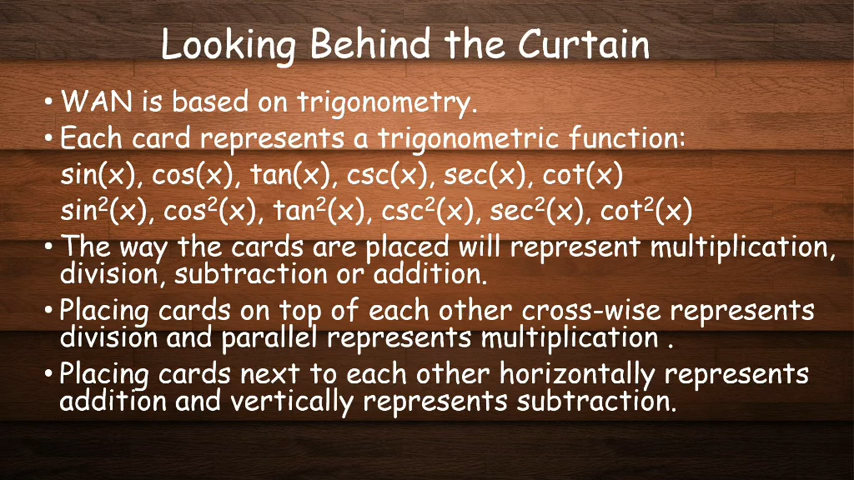 Looking Behind the Curtain
• WAN is based on trigonometry.
• Each card represents a trigonometric function:
sin(x), cos(x), tan(x), csc(x), sec(x), cot(x)
sin²(x), cos²(x), tan²(x), csc²(x), sec²(x), cot²(x)
• The way the cards are placed will represent multiplication,
division, subtraction or addition.
• Placing cards on top of each other cross-wise represents
division and parallel represents multiplication .
• Placing cards next to each other horizontally represents
addition and vertically represents subtraction.